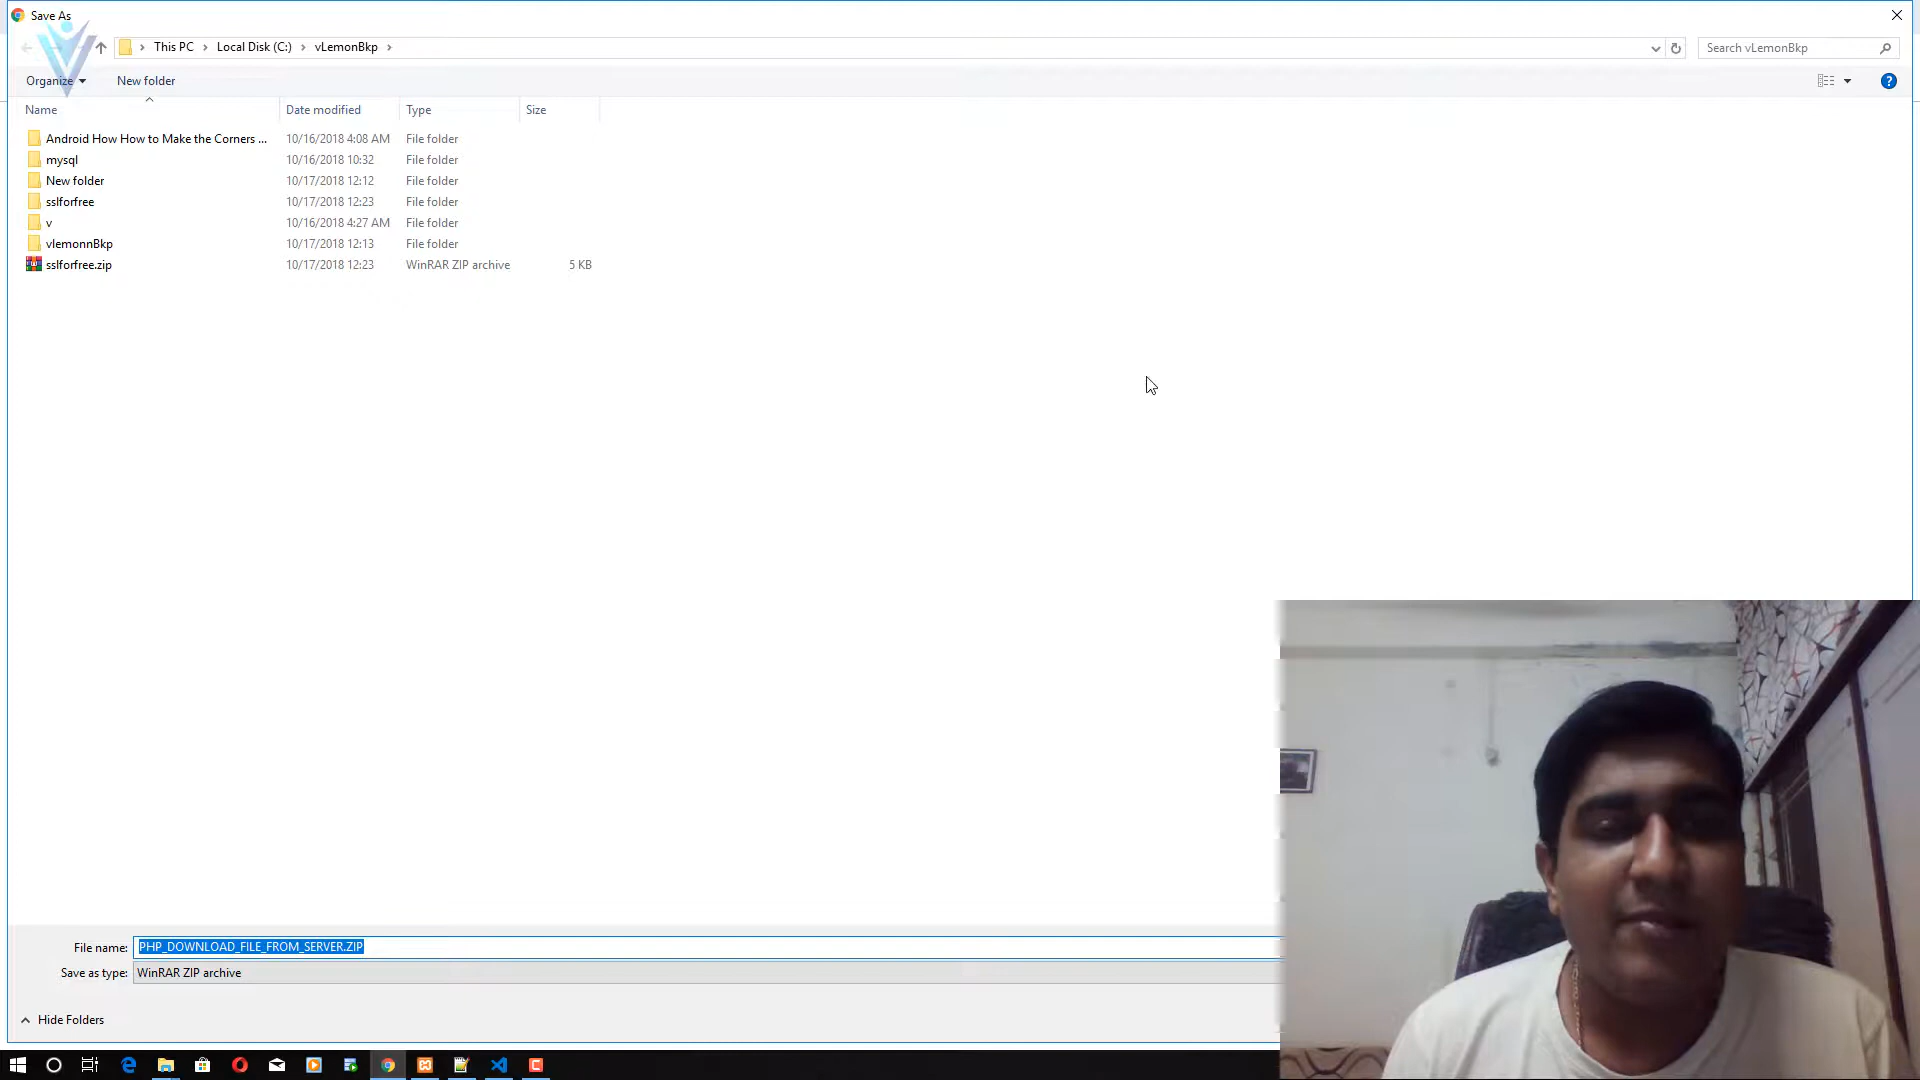 Save As
This PC > Local Disk (C:) > vLemonBkp >
Search vLemonBkp
Organize
New folder
Name Date modified Type Size
Android How How to Make the Corners ... 10/16/2018 4:08 AM File folder
mysql 10/16/2018 10:32 File folder
New folder 10/17/2018 12:12 File folder
sslforfree 10/17/2018 12:23 File folder
v 10/16/2018 4:27 AM File folder
vlemonnBkp 10/17/2018 12:13 File folder
sslforfree.zip 10/17/2018 12:23 WinRAR ZIP archive 5 KB
File name: PHP_DOWNLOAD_FILE_FROM_SERVER.ZIP
Save as type: WinRAR ZIP archive
Hide Folders